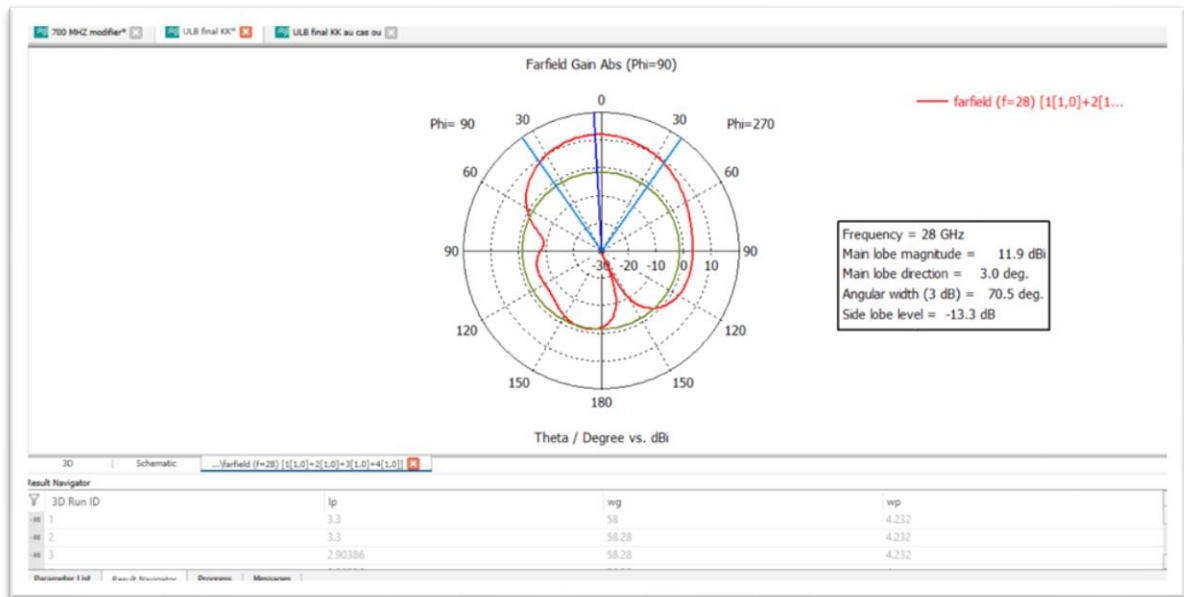 700 MHZ modifier*
ULB final KK*
ULB final KK au cas ou
Farfield Gain Abs (Phi=90)
farfield (f=28) [1[1,0]+2[1...
0
Phi= 90
30
30
Phi=270
60
60
90
-30
-20
-10
0
10
90
120
120
150
150
180
Theta / Degree vs. dBi
Frequency = 28 GHz
Main lobe magnitude = 11.9 dBi
Main lobe direction = 3.0 deg.
Angular width (3 dB) = 70.5 deg.
Side lobe level = -13.3 dB
3D
Schematic
...\farfield (f=28) [1[1,0]+2[1,0]+3[1,0]+4[1,0]]
Result Navigator
3D Run ID lp wg wp
1 3.3 58 4.232
2 3.3 58.28 4.232
3 2.90386 58.28 4.232
Parameter List
Result Navigator
Progress
Messages